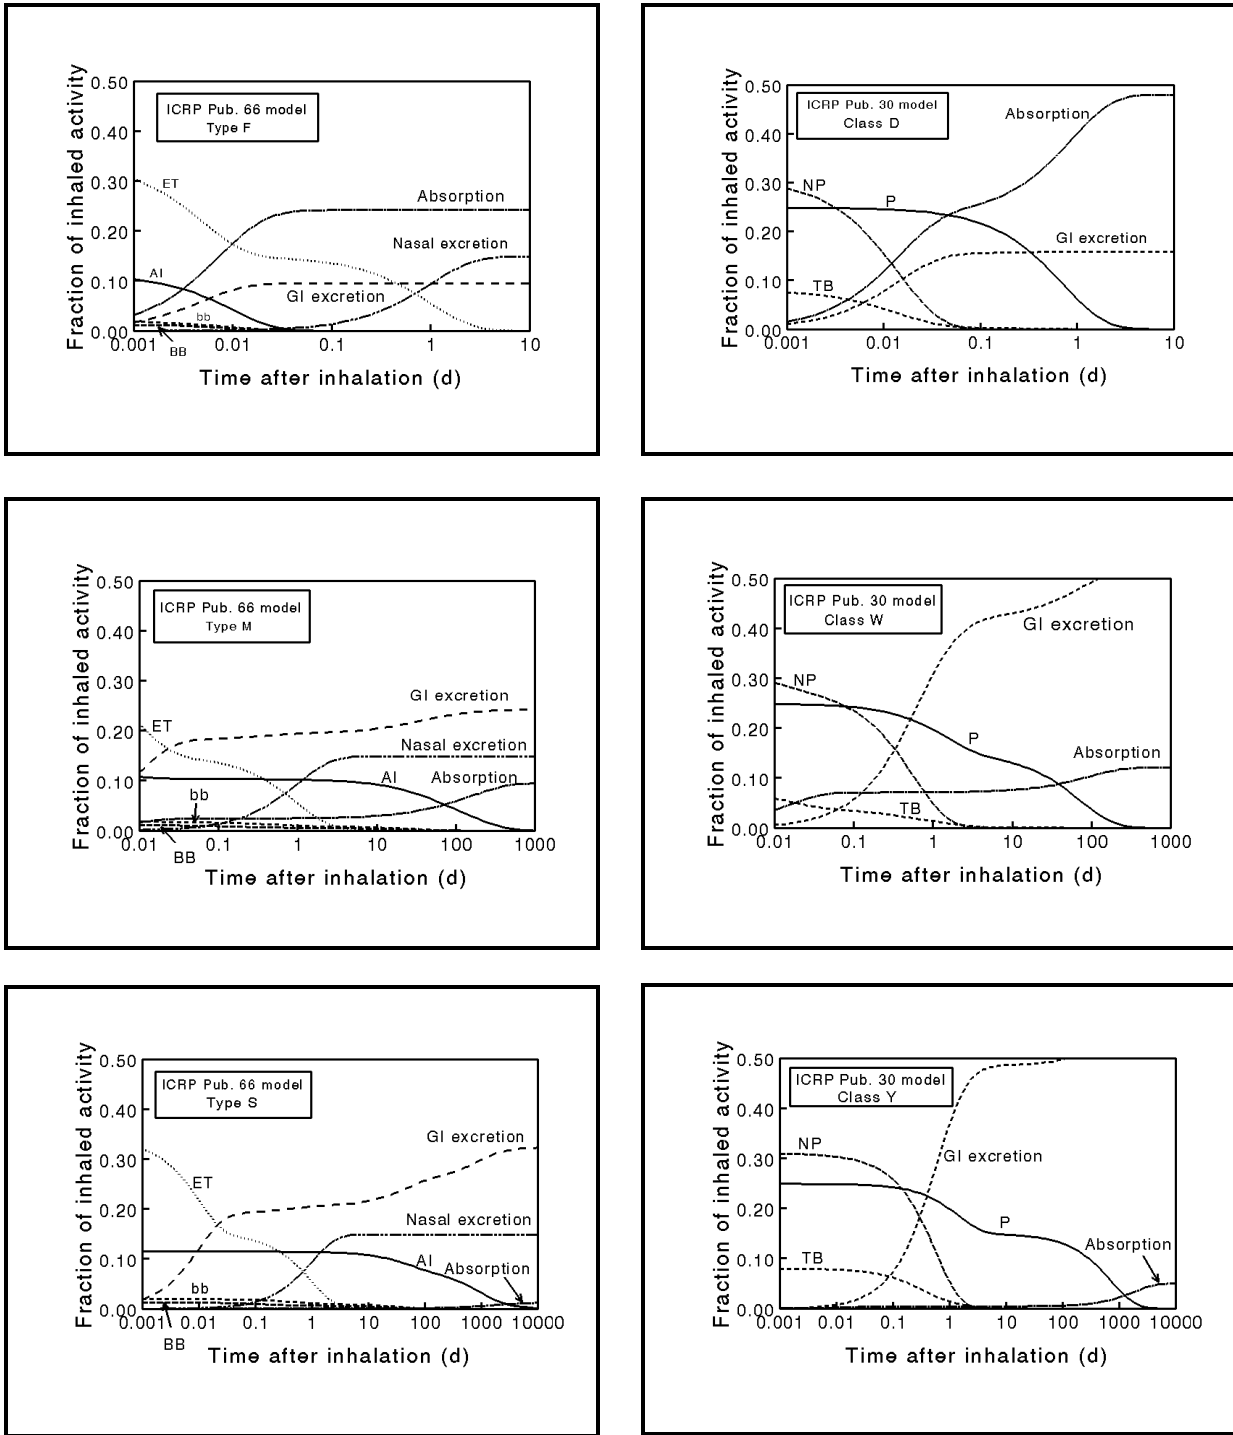 Fraction of inhaled activity
0.50
0.40
0.30
0.20
0.10
0.00
ICRP Pub. 66 model
Type F
ET
Absorption
Nasal excretion
AI
GI excretion
bb
BB
0.001
0.01
0.1
1
10
Time after inhalation (d)
Fraction of inhaled activity
0.50
0.40
0.30
0.20
0.10
0.00
ICRP Pub. 30 model
Class D
Absorption
NP
P
GI excretion
TB
0.001
0.01
0.1
1
10
Time after inhalation (d)
Fraction of inhaled activity
0.50
0.40
0.30
0.20
0.10
0.00
ICRP Pub. 66 model
Type M
GI excretion
ET
Nasal excretion
AI
Absorption
bb
BB
0.01
0.1
1
10
100
1000
Time after inhalation (d)
Fraction of inhaled activity
0.50
0.40
0.30
0.20
0.10
0.00
ICRP Pub. 30 model
Class W
GI excretion
NP
P
Absorption
TB
0.01
0.1
1
10
100
1000
Time after inhalation (d)
Fraction of inhaled activity
0.50
0.40
0.30
0.20
0.10
0.00
ICRP Pub. 66 model
Type S
GI excretion
ET
Nasal excretion
AI
Absorption
bb
BB
0.001
0.01
0.1
1
10
100
1000
10000
Time after inhalation (d)
Fraction of inhaled activity
0.50
0.40
0.30
0.20
0.10
0.00
ICRP Pub. 30 model
Class Y
NP
GI excretion
P
Absorption
TB
0.001
0.01
0.1
1
10
100
1000
10000
Time after inhalation (d)